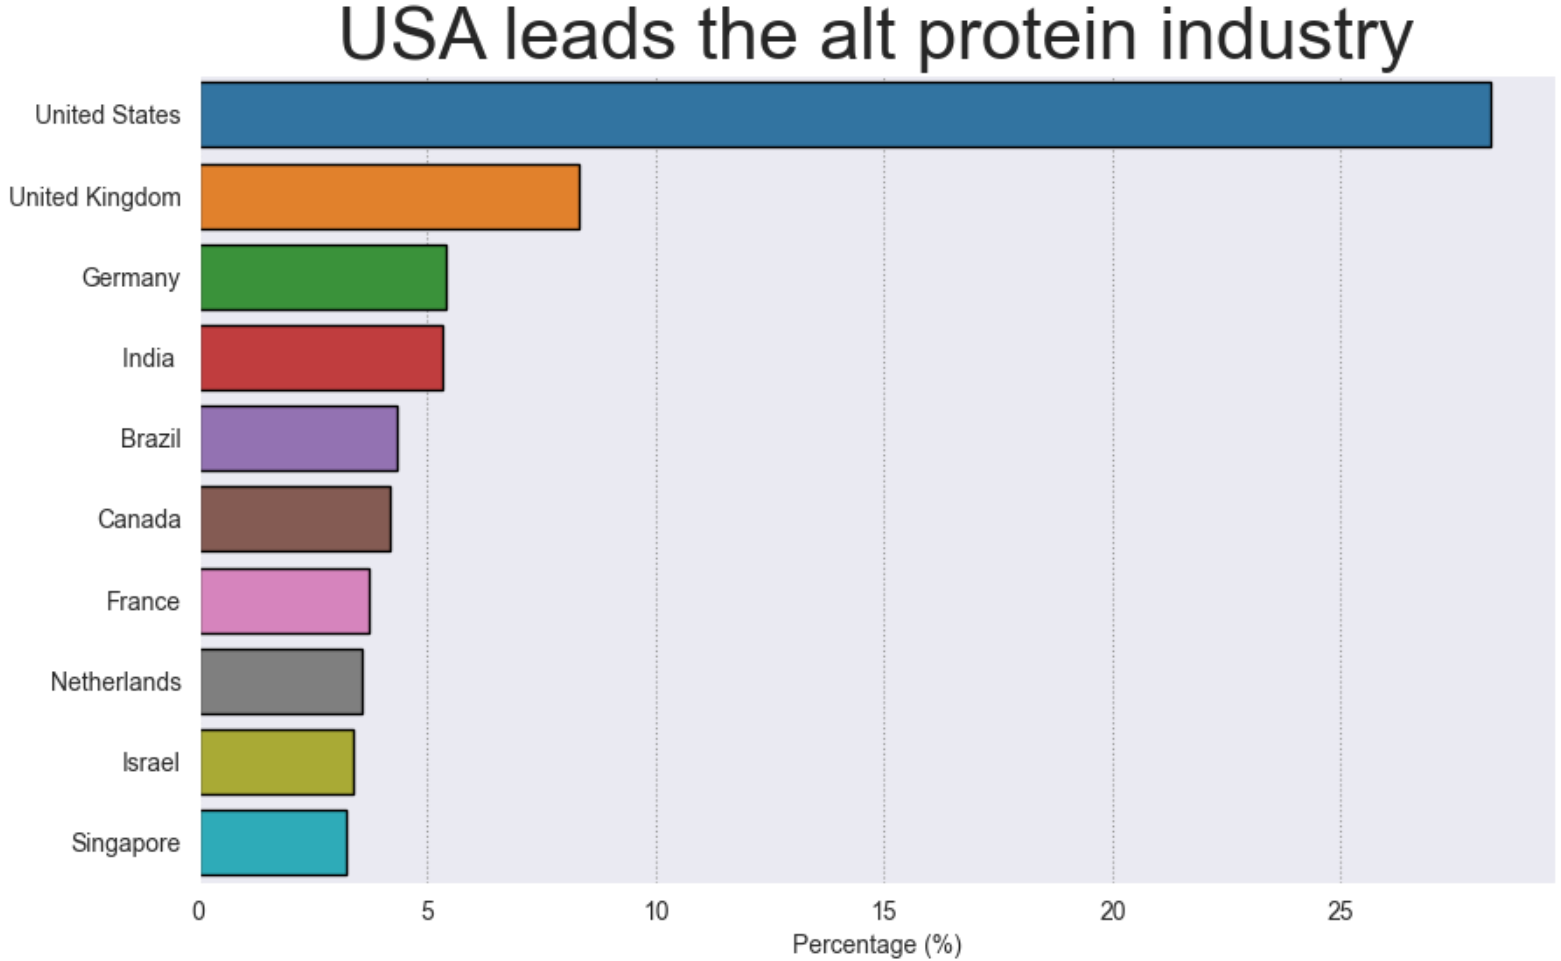 USA leads the alt protein industry
United States
United Kingdom
Germany
India
Brazil
Canada
France
Netherlands
Israel
Singapore
0 5 10 15 20 25
Percentage (%)